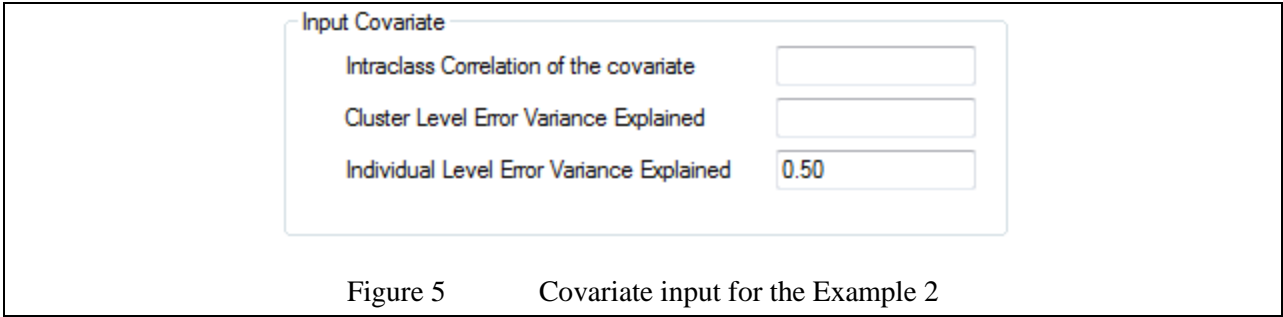 Input Covariate
Intraclass Correlation of the covariate
Cluster Level Error Variance Explained
Individual Level Error Variance Explained 0.50
Figure 5 Covariate input for the Example 2